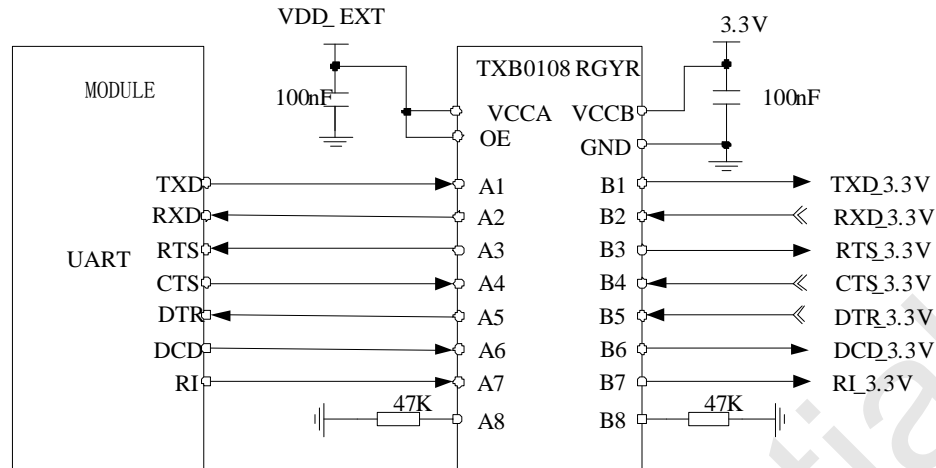 VDD_EXT
3.3V
MODULE
TXB0108 RGYR
100nF
100nF
VCCA
VCCB
OE
GND
TXD
A1
B1
TXD_3.3V
RXD
A2
B2
RXD_3.3V
UART
RTS
A3
B3
RTS_3.3V
CTS
A4
B4
CTS_3.3V
DTR
A5
B5
DTR_3.3V
DCD
A6
B6
DCD_3.3V
RI
A7
B7
RI_3.3V
47K
A8
B8
47K